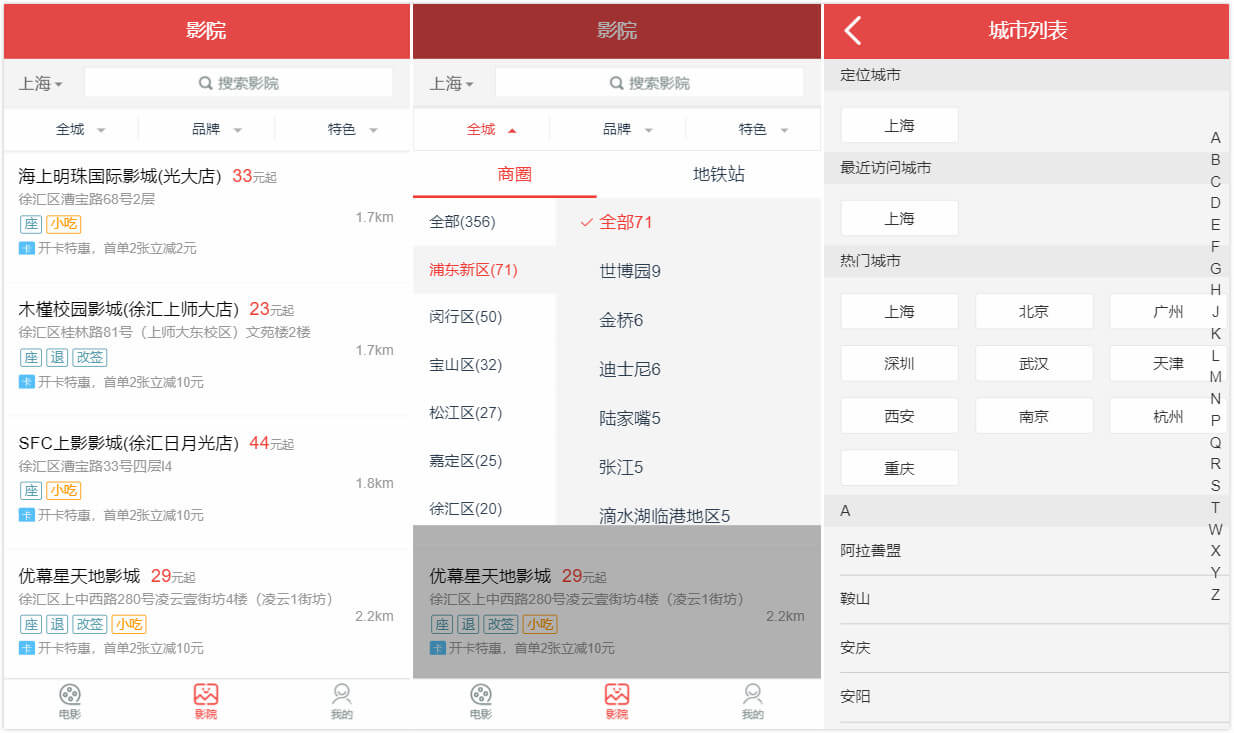 影院
上海
搜索影院
全城 品牌 特色
海上明珠国际影城(光大店) 33元起
徐汇区漕宝路68号2层
1.7km
座 小吃
卡 开卡特惠，首单2张立减2元
木槿校园影城(徐汇上师大店) 23元起
徐汇区桂林路81号（上师大东校区）文苑楼2楼
1.7km
座 退 改签
卡 开卡特惠，首单2张立减10元
SFC上影影城(徐汇日月光店) 44元起
徐汇区漕宝路33号四层l4
1.8km
座 小吃
卡 开卡特惠，首单2张立减10元
优幕星天地影城 29元起
徐汇区上中西路280号凌云壹街坊4楼（凌云1街坊）
2.2km
座 退 改签 小吃
卡 开卡特惠，首单2张立减10元
电影 影院 我的
影院
上海
搜索影院
全城 品牌 特色
商圈 地铁站
全部(356)
浦东新区(71)
闵行区(50)
宝山区(32)
松江区(27)
嘉定区(25)
徐汇区(20)
全部71
世博园9
金桥6
迪士尼6
陆家嘴5
张江5
滴水湖临港地区5
优幕星天地影城 29元起
徐汇区上中西路280号凌云壹街坊4楼（凌云1街坊）
2.2km
座 退 改签 小吃
卡 开卡特惠，首单2张立减10元
电影 影院 我的
城市列表
定位城市
上海
最近访问城市
上海
热门城市
上海 北京 广州
深圳 武汉 天津
西安 南京 杭州
重庆
A
阿拉善盟
鞍山
安庆
安阳
A
B
C
D
E
F
G
H
J
K
L
M
N
P
Q
R
S
T
W
X
Y
Z